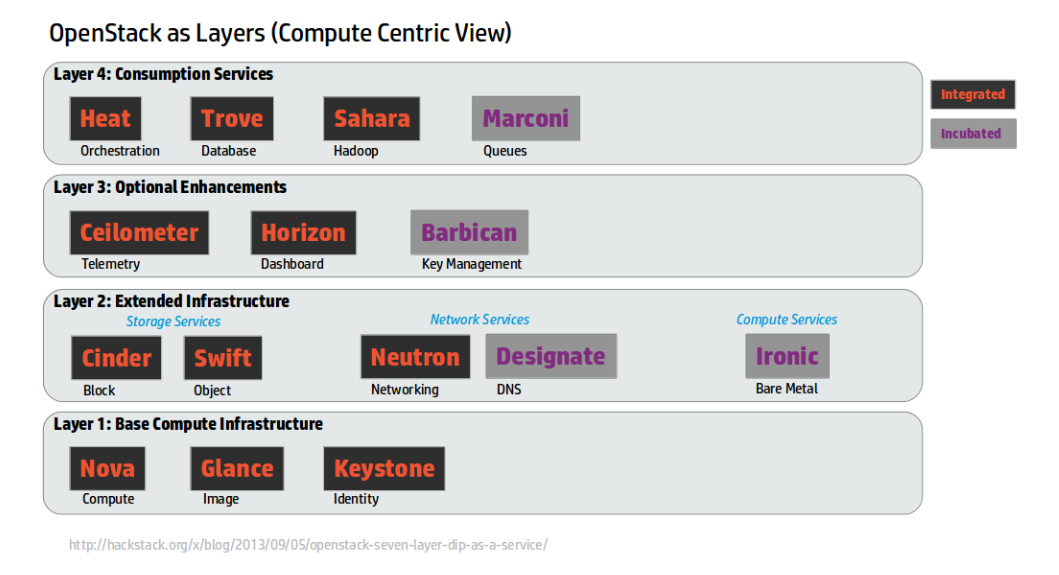 OpenStack as Layers (Compute Centric View)
Layer 4: Consumption Services
Heat Trove Sahara Marconi
Orchestration Database Hadoop Queues
Integrated
Incubated
Layer 3: Optional Enhancements
Ceilometer Horizon Barbican
Telemetry Dashboard Key Management
Layer 2: Extended Infrastructure
Storage Services Network Services Compute Services
Cinder Swift Neutron Designate Ironic
Block Object Networking DNS Bare Metal
Layer 1: Base Compute Infrastructure
Nova Glance Keystone
Compute Image Identity
http://hackstack.org/x/blog/2013/09/05/openstack-seven-layer-dip-as-a-service/